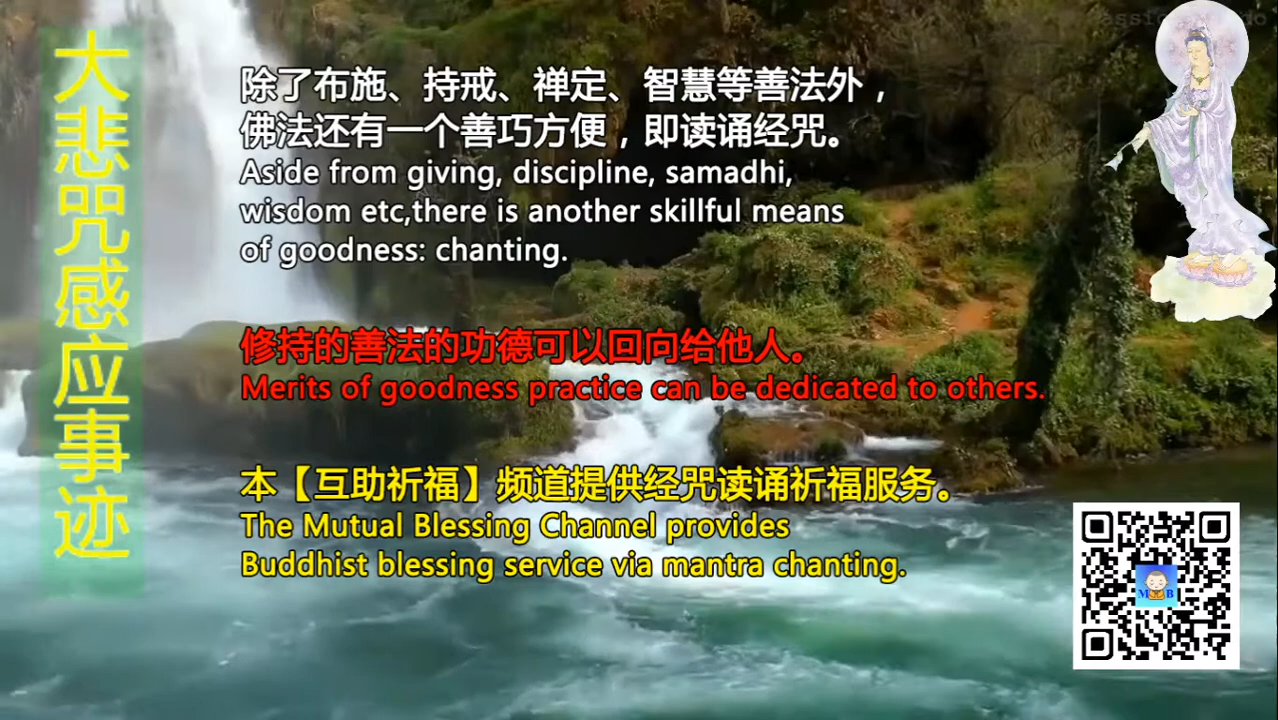 大悲咒感应事迹
除了布施、持戒、禅定、智慧等善法外，
佛法还有一个善巧方便，即读诵经咒。
Aside from giving, discipline, samadhi,
wisdom etc,there is another skillful means
of goodness: chanting.
修持的善法的功德可以回向给他人。
Merits of goodness practice can be dedicated to others.
本【互助祈福】频道提供经咒读诵祈福服务。
The Mutual Blessing Channel provides
Buddhist blessing service via mantra chanting.
M B